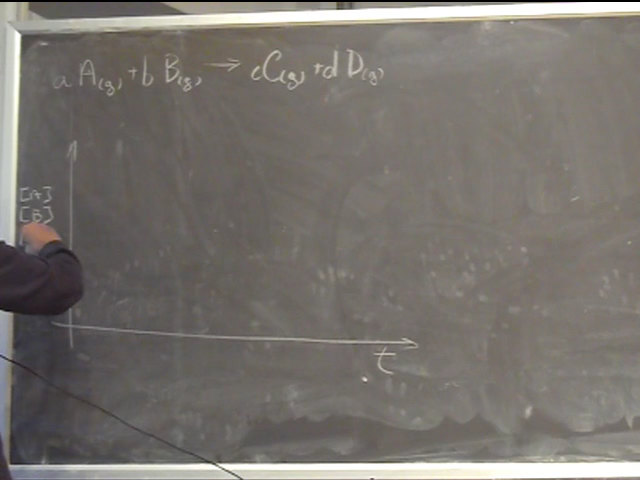 a A(g) + b B(g) → c C(g) + d D(g)
[A]
[B]
t